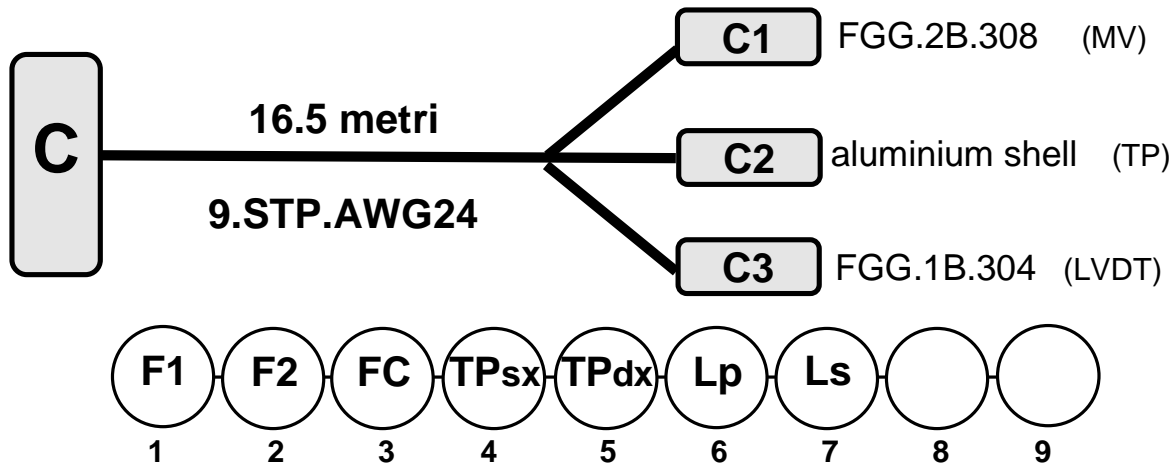 C1 FGG.2B.308 (MV)
C 16.5 metri
C2 aluminium shell (TP)
9.STP.AWG24
C3 FGG.1B.304 (LVDT)
F1 F2 FC TPsx TPdx Lp Ls
1 2 3 4 5 6 7 8 9